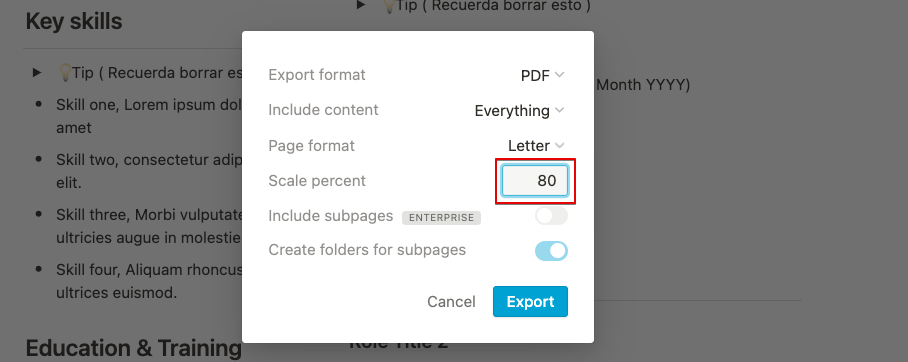 Tip ( Recuerda borrar esto )
Key skills
Tip ( Recuerda borrar es
Skill one, Lorem ipsum dol
amet
Skill two, consectetur adip
elit.
Skill three, Morbi vulputate
ultricies augue in molestie
Skill four, Aliquam rhoncus
ultrices euismod.
Education & Training
Export format PDF
Include content Everything
Page format Letter
Scale percent 80
Include subpages ENTERPRISE
Create folders for subpages
Cancel Export
Month YYYY)
Role Title 2